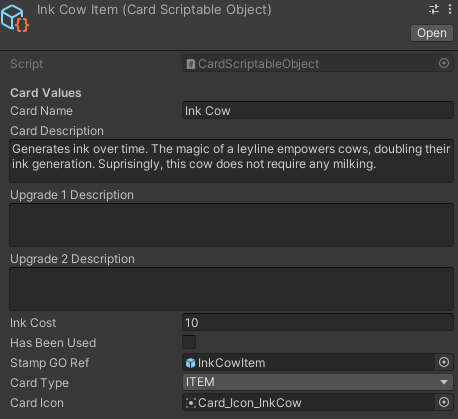 Ink Cow Item (Card Scriptable Object)
Open
Script CardScriptableObject
Card Values
Card Name Ink Cow
Card Description
Generates ink over time. The magic of a leyline empowers cows, doubling their
ink generation. Suprisingly, this cow does not require any milking.
Upgrade 1 Description
Upgrade 2 Description
Ink Cost 10
Has Been Used
Stamp GO Ref InkCowItem
Card Type ITEM
Card Icon Card_Icon_InkCow